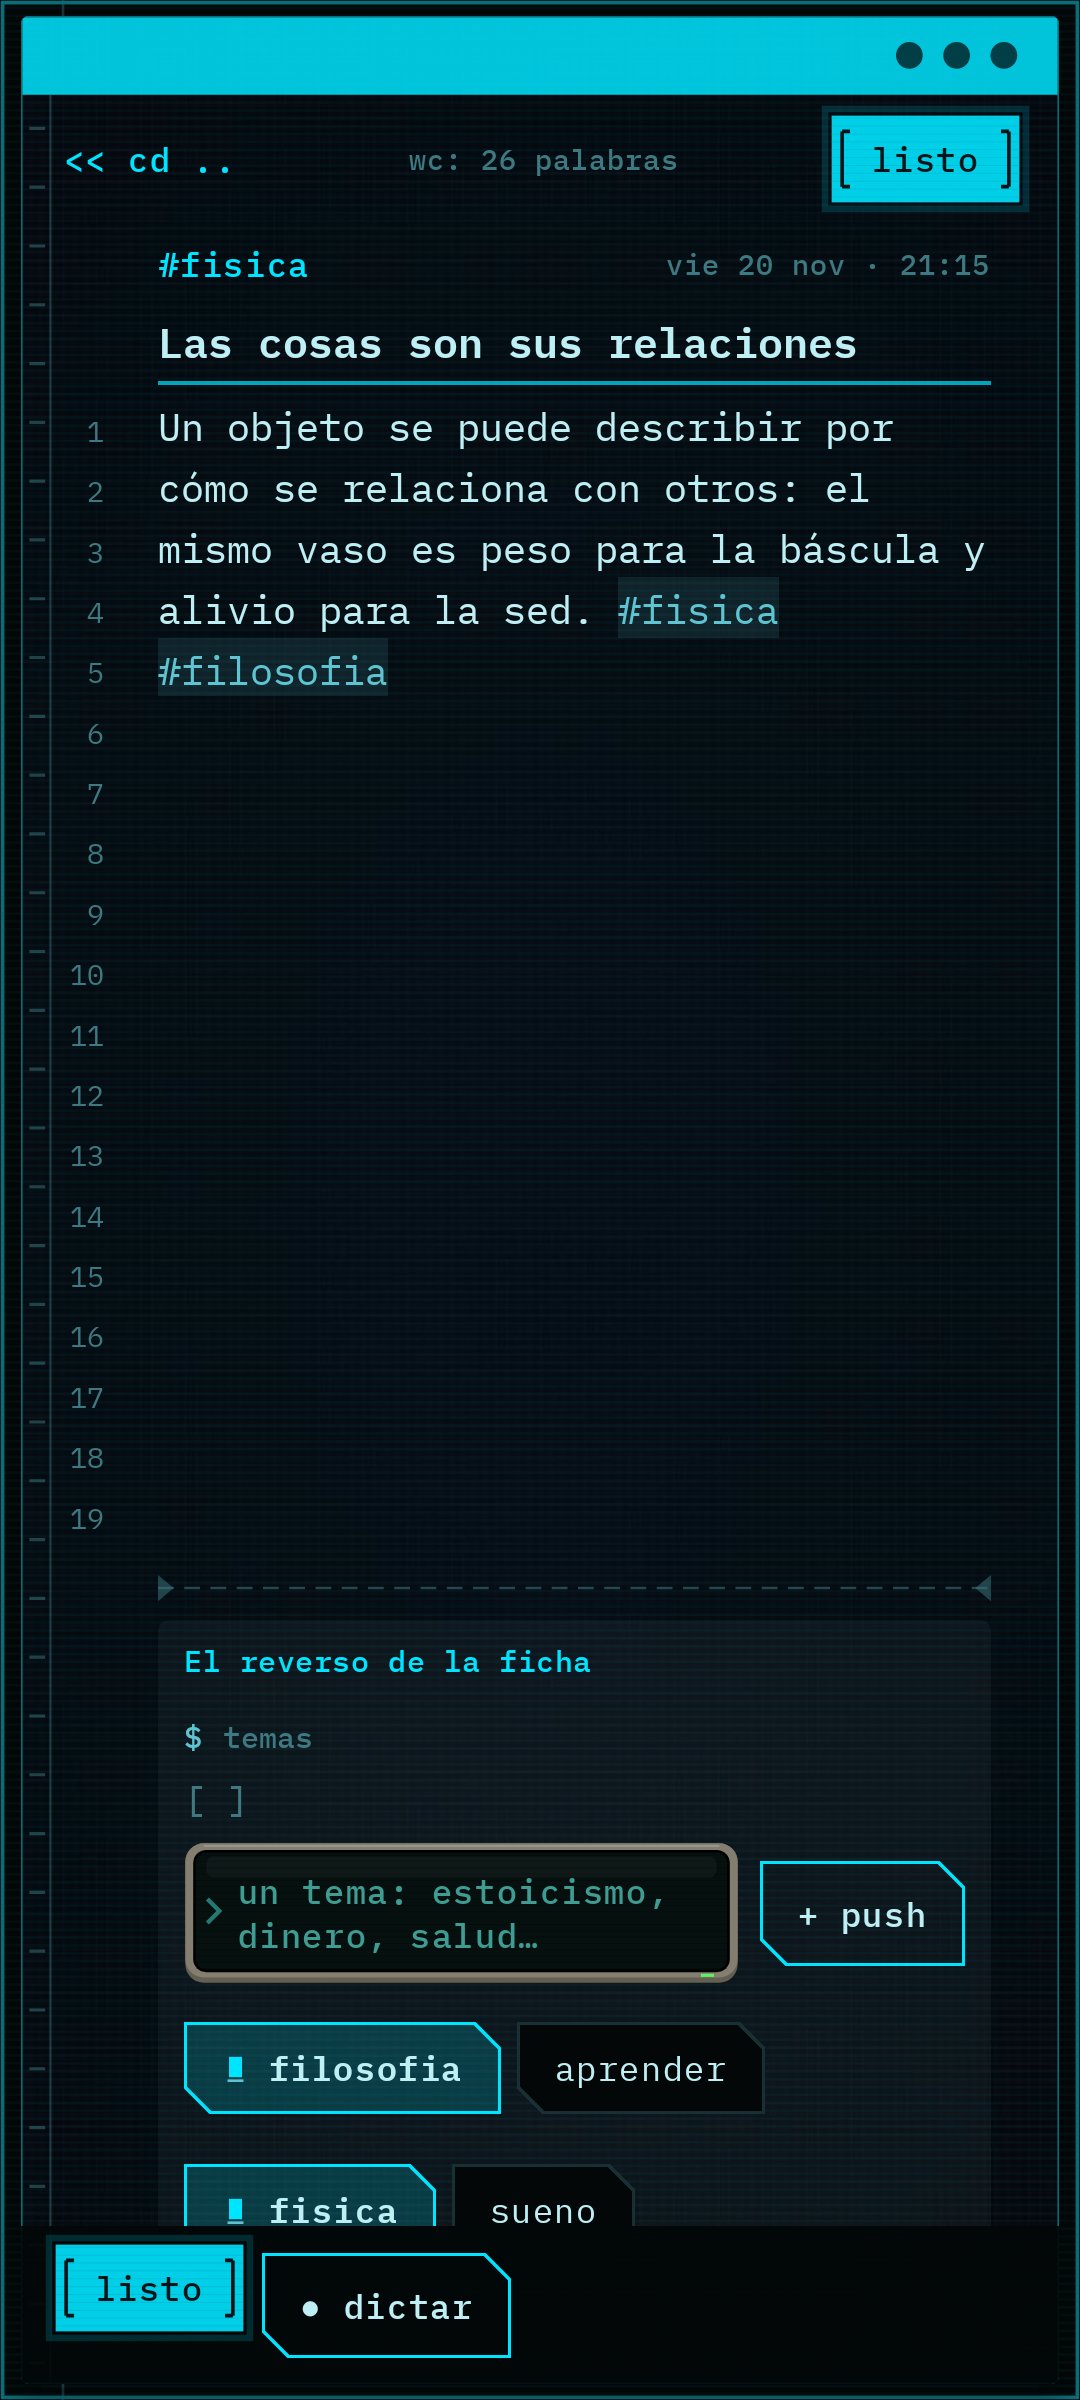 << cd ..
wc: 26 palabras
[ listo ]
#fisica
vie 20 nov · 21:15
Las cosas son sus relaciones
1 Un objeto se puede describir por
2 cómo se relaciona con otros: el
3 mismo vaso es peso para la báscula y
4 alivio para la sed. #fisica
5 #filosofia
6
7
8
9
10
11
12
13
14
15
16
17
18
19
El reverso de la ficha
$ temas
[ ]
> un tema: estoicismo,
dinero, salud…
+ push
filosofia
aprender
fisica
sueno
[ listo ]
● dictar